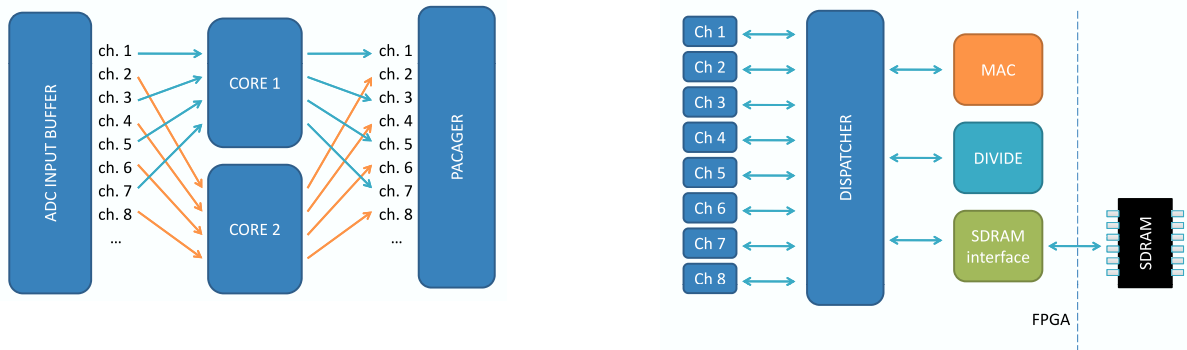 ADC INPUT BUFFER
ch. 1
ch. 2
ch. 3
ch. 4
ch. 5
ch. 6
ch. 7
ch. 8
...
CORE 1
CORE 2
ch. 1
ch. 2
ch. 3
ch. 4
ch. 5
ch. 6
ch. 7
ch. 8
...
PACAGER
Ch 1
Ch 2
Ch 3
Ch 4
Ch 5
Ch 6
Ch 7
Ch 8
DISPATCHER
MAC
DIVIDE
SDRAM
interface
FPGA
SDRAM